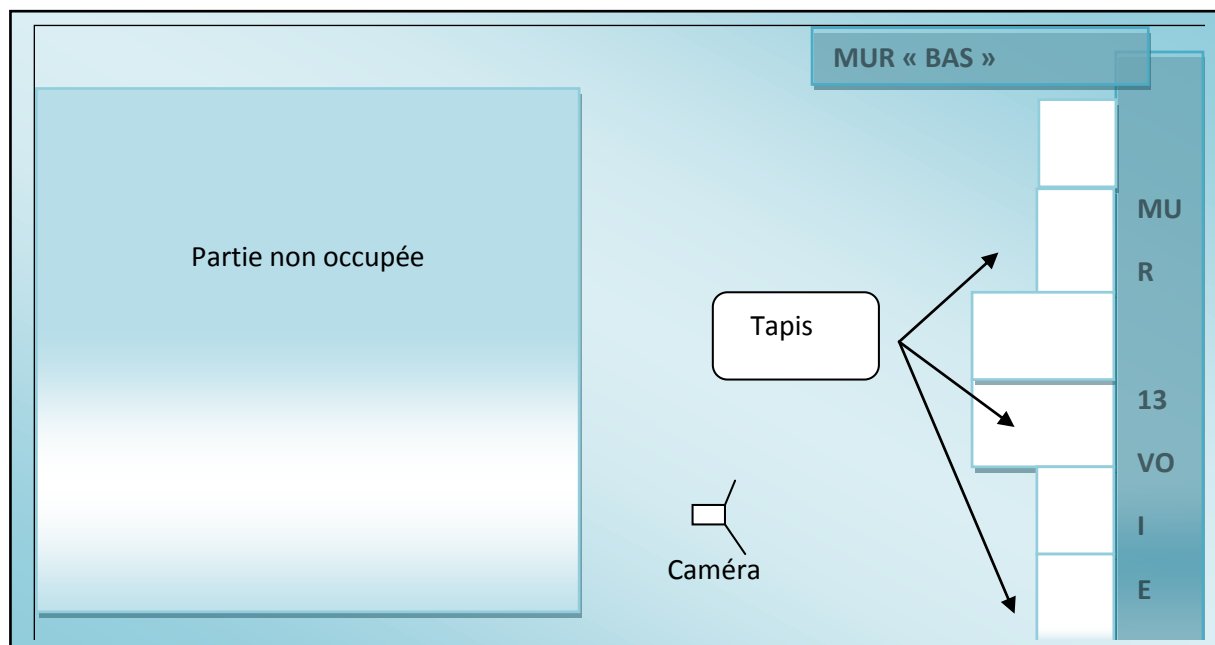 MUR « BAS »
Partie non occupée
Tapis
Caméra
MU
R
13
VO
I
E